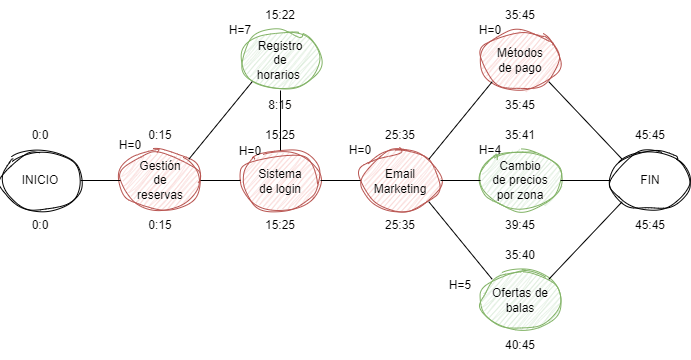 15:22
35:45
H=7
H=0
Registro
de
horarios
Métodos
de pago
8:15
35:45
0:0
0:15
15:25
25:35
35:41
45:45
H=0
H=0
H=0
H=4
INICIO
Gestión
de
reservas
Sistema
de login
Email
Marketing
Cambio
de precios
por zona
FIN
0:0
0:15
15:25
25:35
39:45
45:45
35:40
H=5
Ofertas de
balas
40:45